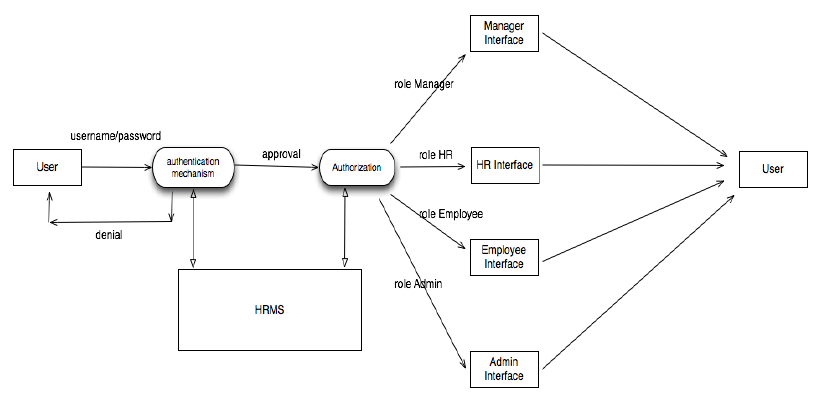 Manager
Interface
role Manager
username/password
User
authentication
mechanism
approval
Authorization
role HR
HR Interface
User
role Employee
denial
Employee
Interface
role Admin
HRMS
Admin
Interface